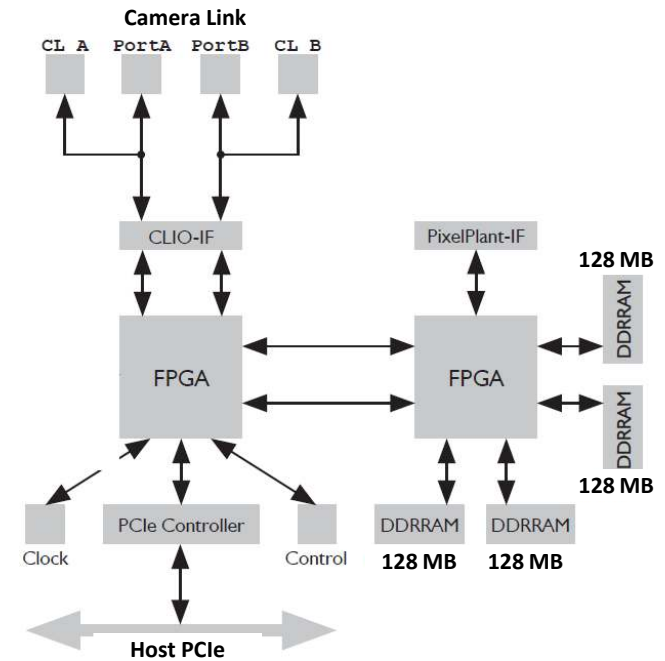 Camera Link
CL A PortA PortB CL B
CLIO-IF
PixelPlant-IF
128 MB
DDRRAM
FPGA
FPGA
DDRRAM
128 MB
PCIe Controller
DDRRAM
DDRRAM
Clock
Control
128 MB
128 MB
Host PCIe